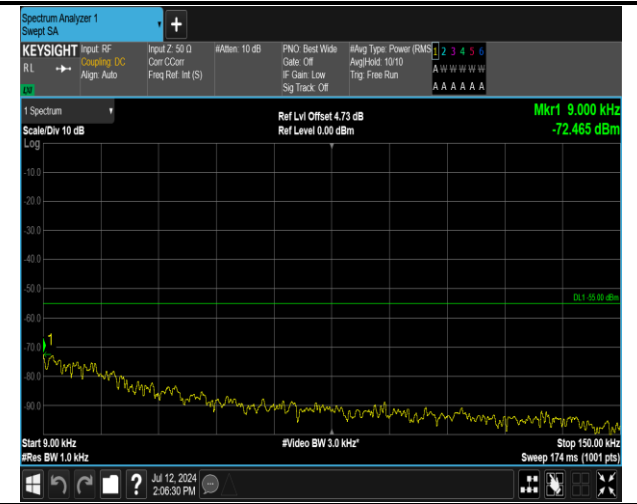 Spectrum Analyzer 1
Swept SA
+
KEYSIGHT
R L
Input: RF
Coupling: DC
Align: Auto
Input Z: 50 Ω
Corr CCorr
Freq Ref: Int (S)
#Atten: 10 dB
PNO: Best Wide
Gate: Off
IF Gain: Low
Sig Track: Off
#Avg Type: Power (RMS
Avg|Hold: 10/10
Trig: Free Run
1 2 3 4 5 6
A W W W W W
A A A A A A
1 Spectrum
Scale/Div 10 dB
Log
Ref Lvl Offset 4.73 dB
Ref Level 0.00 dBm
Mkr1 9.000 kHz
-72.465 dBm
-10.0
-20.0
-30.0
-40.0
-50.0
DL1 -55.00 dBm
-60.0
-70.0
1
-80.0
-90.0
Start 9.00 kHz
#Res BW 1.0 kHz
#Video BW 3.0 kHz*
Stop 150.00 kHz
Sweep 174 ms (1001 pts)
?
Jul 12, 2024
2:06:30 PM